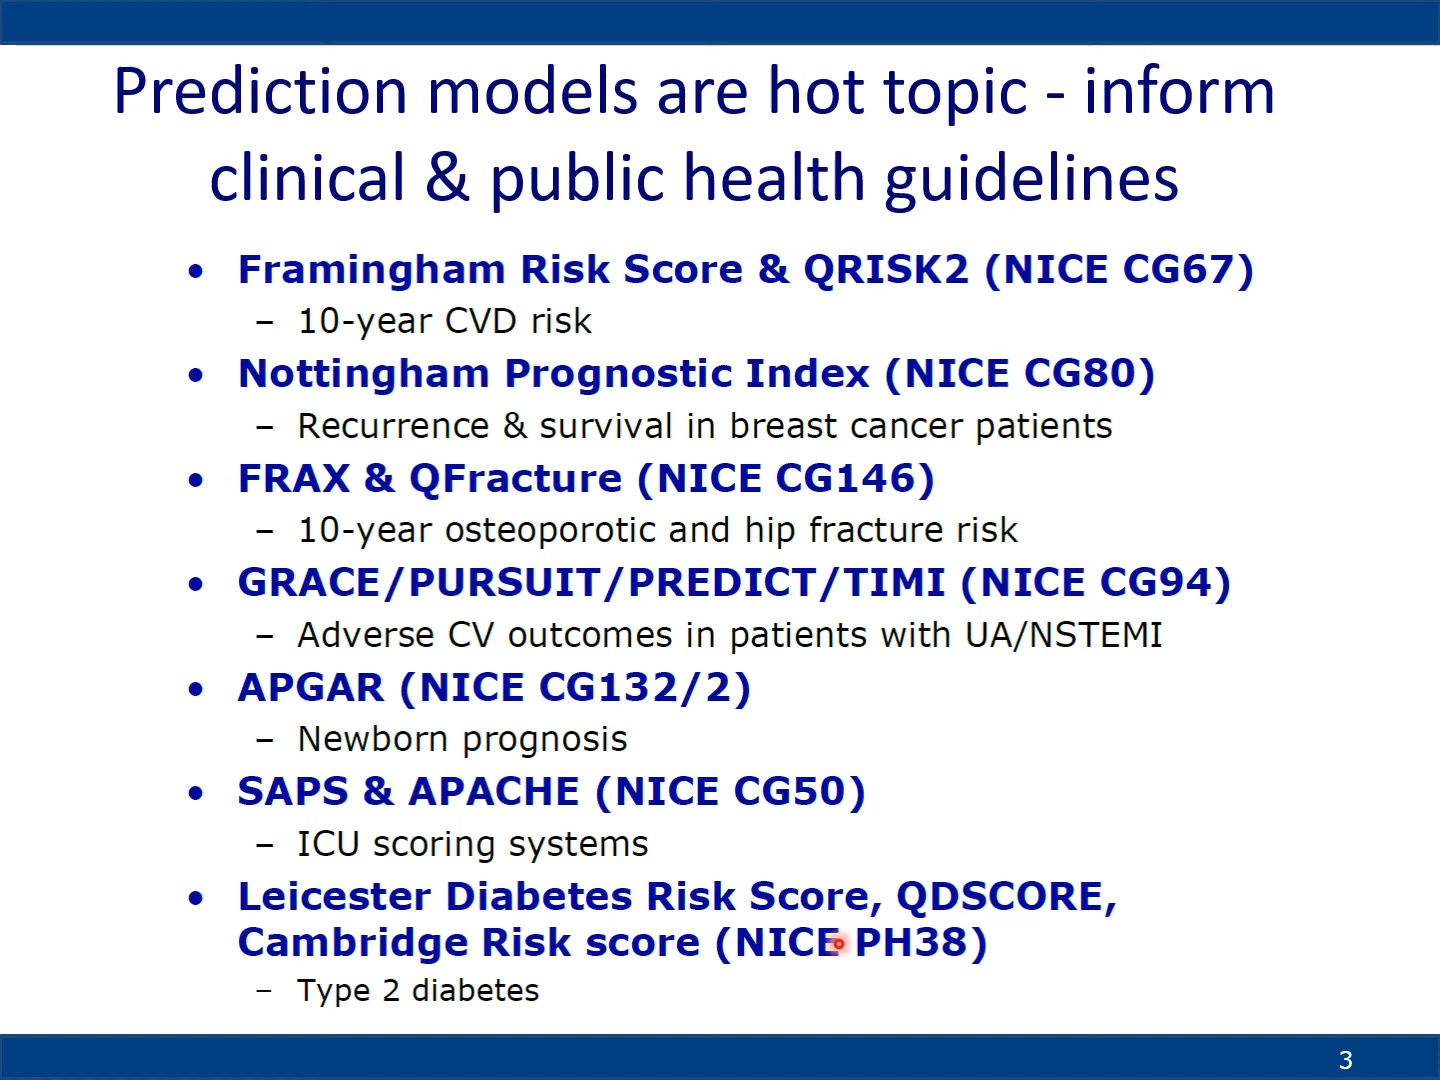 Prediction models are hot topic - inform
clinical & public health guidelines
• Framingham Risk Score & QRISK2 (NICE CG67)
– 10-year CVD risk
• Nottingham Prognostic Index (NICE CG80)
– Recurrence & survival in breast cancer patients
• FRAX & QFracture (NICE CG146)
– 10-year osteoporotic and hip fracture risk
• GRACE/PURSUIT/PREDICT/TIMI (NICE CG94)
– Adverse CV outcomes in patients with UA/NSTEMI
• APGAR (NICE CG132/2)
– Newborn prognosis
• SAPS & APACHE (NICE CG50)
– ICU scoring systems
• Leicester Diabetes Risk Score, QDSCORE,
Cambridge Risk score (NICE PH38)
– Type 2 diabetes
3